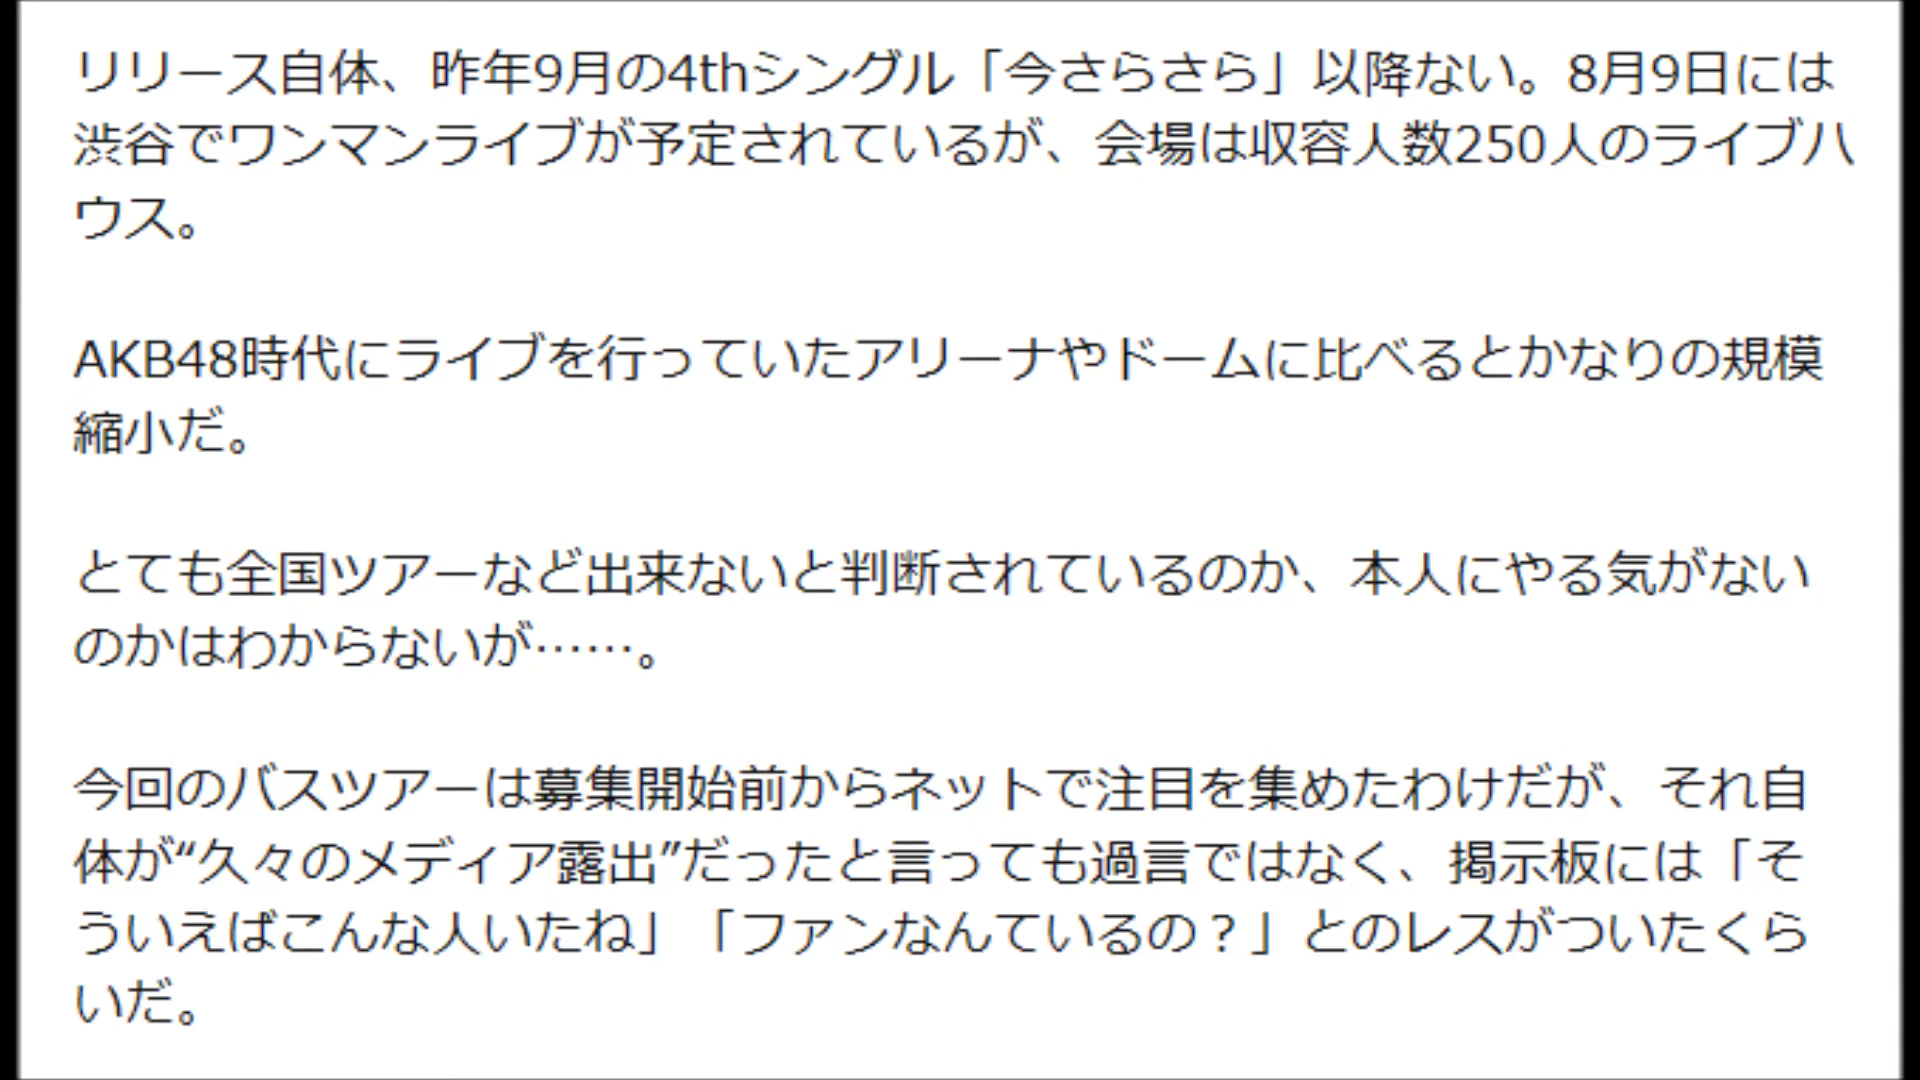 リリース自体、昨年9月の4thシングル「今さらさら」以降ない。8月9日には
渋谷でワンマンライブが予定されているが、会場は収容人数250人のライブハ
ウス。
AKB48時代にライブを行っていたアリーナやドームに比べるとかなりの規模
縮小だ。
とても全国ツアーなど出来ないと判断されているのか、本人にやる気がない
のかはわからないが……。
今回のバスツアーは募集開始前からネットで注目を集めたわけだが、それ自
体が“久々のメディア露出”だったと言っても過言ではなく、掲示板には「そ
ういえばこんな人いたね」「ファンなんているの？」とのレスがついたくら
いだ。